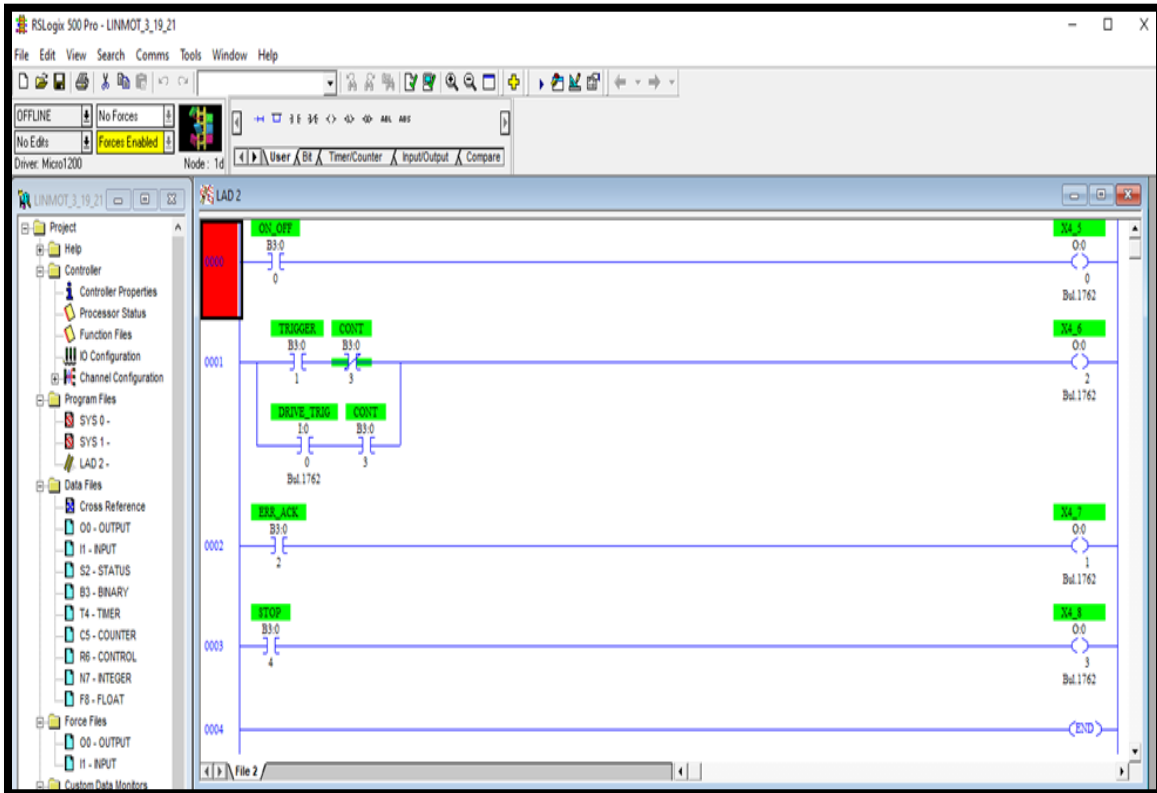 RSLogix 500 Pro - LINMOT_3_19_21
File Edit View Search Comms Tools Window Help
OFFLINE No Forces
No Edits Forces Enabled
Driver: Micro1200 Node : 1d
ABL ABS
User Bit Timer/Counter Input/Output Compare
LINMOT_3_19_21
Project
Help
Controller
Controller Properties
Processor Status
Function Files
IO Configuration
Channel Configuration
Program Files
SYS 0 -
SYS 1 -
LAD 2 -
Data Files
Cross Reference
O0 - OUTPUT
I1 - INPUT
S2 - STATUS
B3 - BINARY
T4 - TIMER
C5 - COUNTER
R6 - CONTROL
N7 - INTEGER
F8 - FLOAT
Force Files
O0 - OUTPUT
I1 - INPUT
Custom Data Monitors
LAD 2
ON_OFF X4_5
B3:0 O:0
0000
0 0
Bul.1762
TRIGGER CONT X4_6
B3:0 B3:0 O:0
0001
1 3 2
Bul.1762
DRIVE_TRIG CONT
I:0 B3:0
0 3
Bul.1762
ERR_ACK X4_7
B3:0 O:0
0002
2 1
Bul.1762
STOP X4_8
B3:0 O:0
0003
4 3
Bul.1762
0004 END
File 2